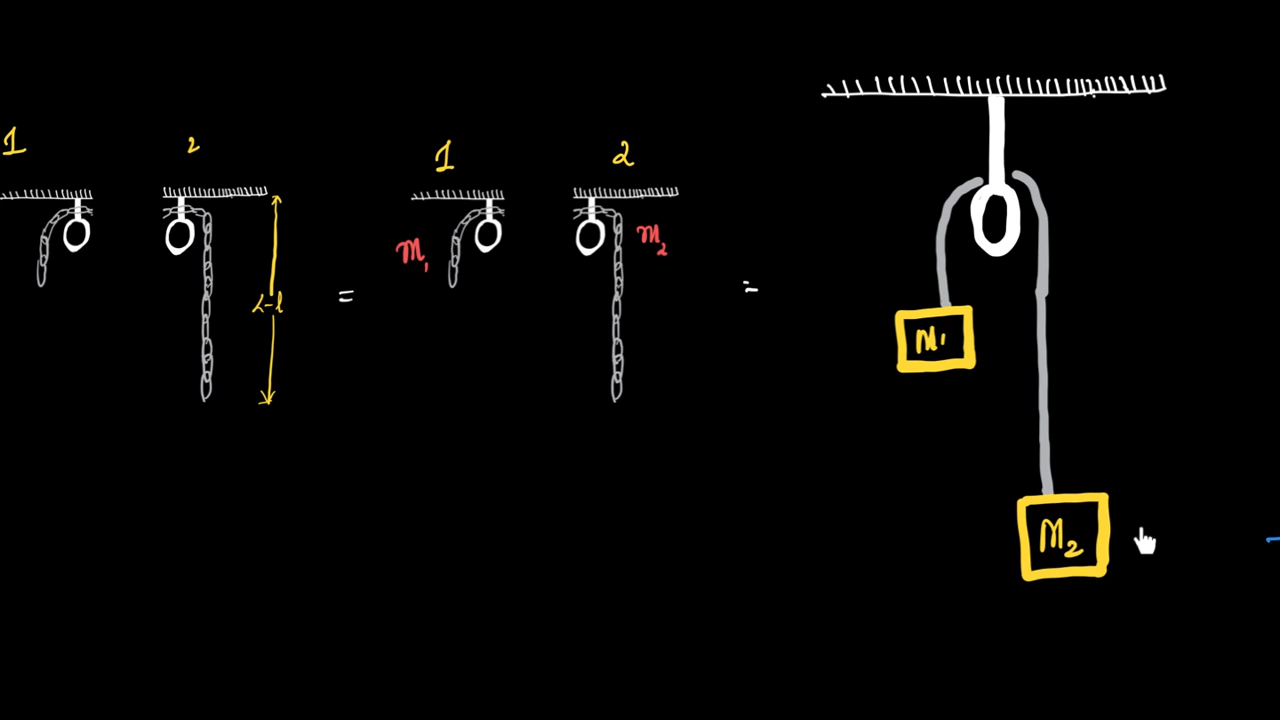 1
2
L-l
=
1
2
m₁
m₂
=
M₁
M₂